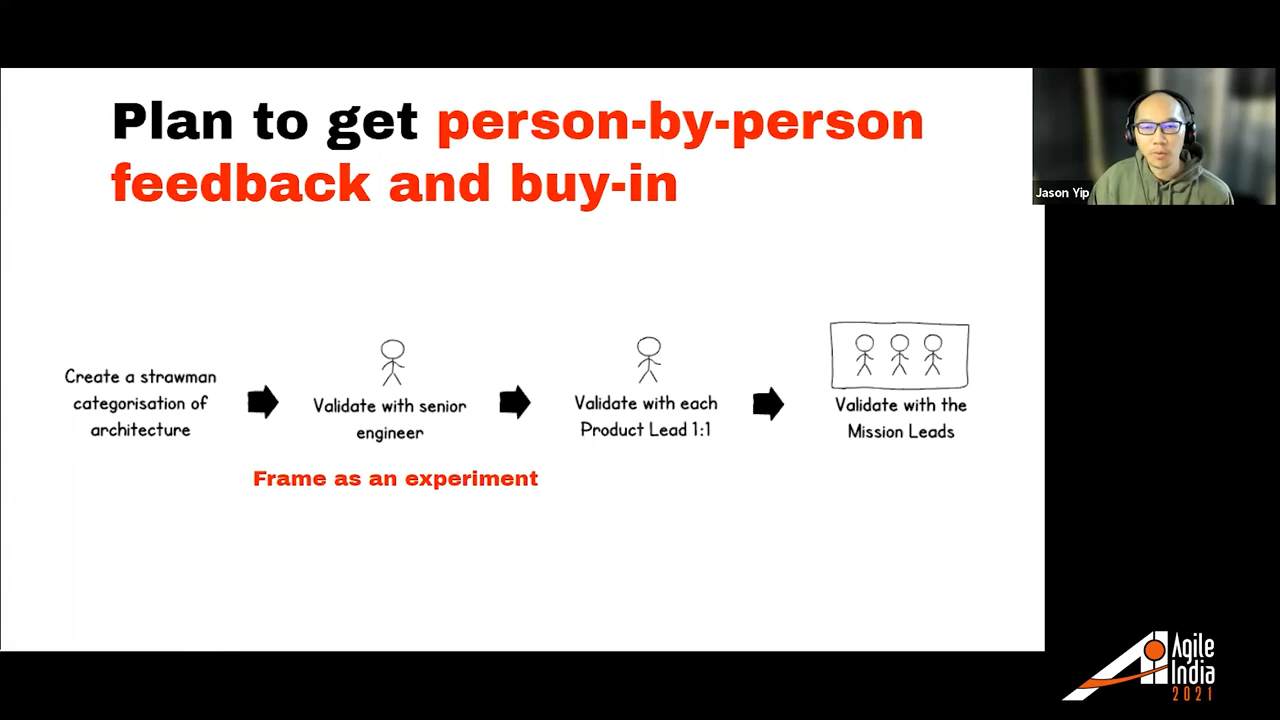 Plan to get person-by-person
feedback and buy-in
Jason Yip
Create a strawman
categorisation of
architecture
Validate with senior
engineer
Validate with each
Product Lead 1:1
Validate with the
Mission Leads
Frame as an experiment
Agile
India
2021